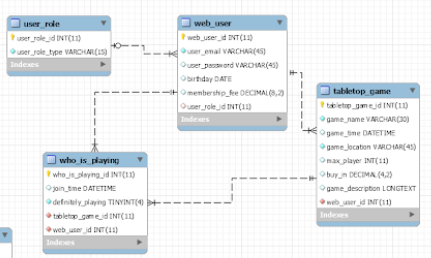 user_role
user_role_id INT(11)
user_role_type VARCHAR(15)
Indexes
web_user
web_user_id INT(11)
user_email VARCHAR(45)
user_password VARCHAR(45)
birthday DATE
membership_fee DECIMAL(8,2)
user_role_id INT(11)
Indexes
tabletop_game
tabletop_game_id INT(11)
game_name VARCHAR(30)
game_time DATETIME
game_location VARCHAR(45)
max_player INT(11)
buy_in DECIMAL(4,2)
game_description LONGTEXT
web_user_id INT(11)
Indexes
who_is_playing
who_is_playing_id INT(11)
join_time DATETIME
definitely_playing TINYINT(4)
tabletop_game_id INT(11)
web_user_id INT(11)
Indexes